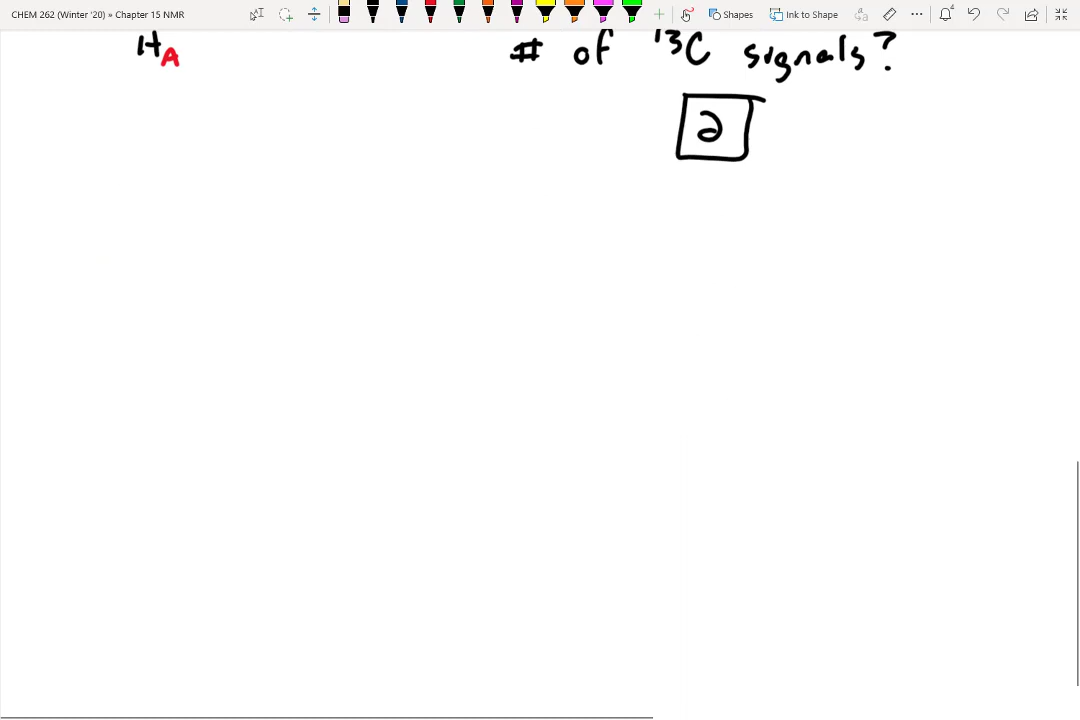 CHEM 262 (Winter '20) » Chapter 15 NMR
Shapes
Ink to Shape
H_A
# of ¹³C signals?
2